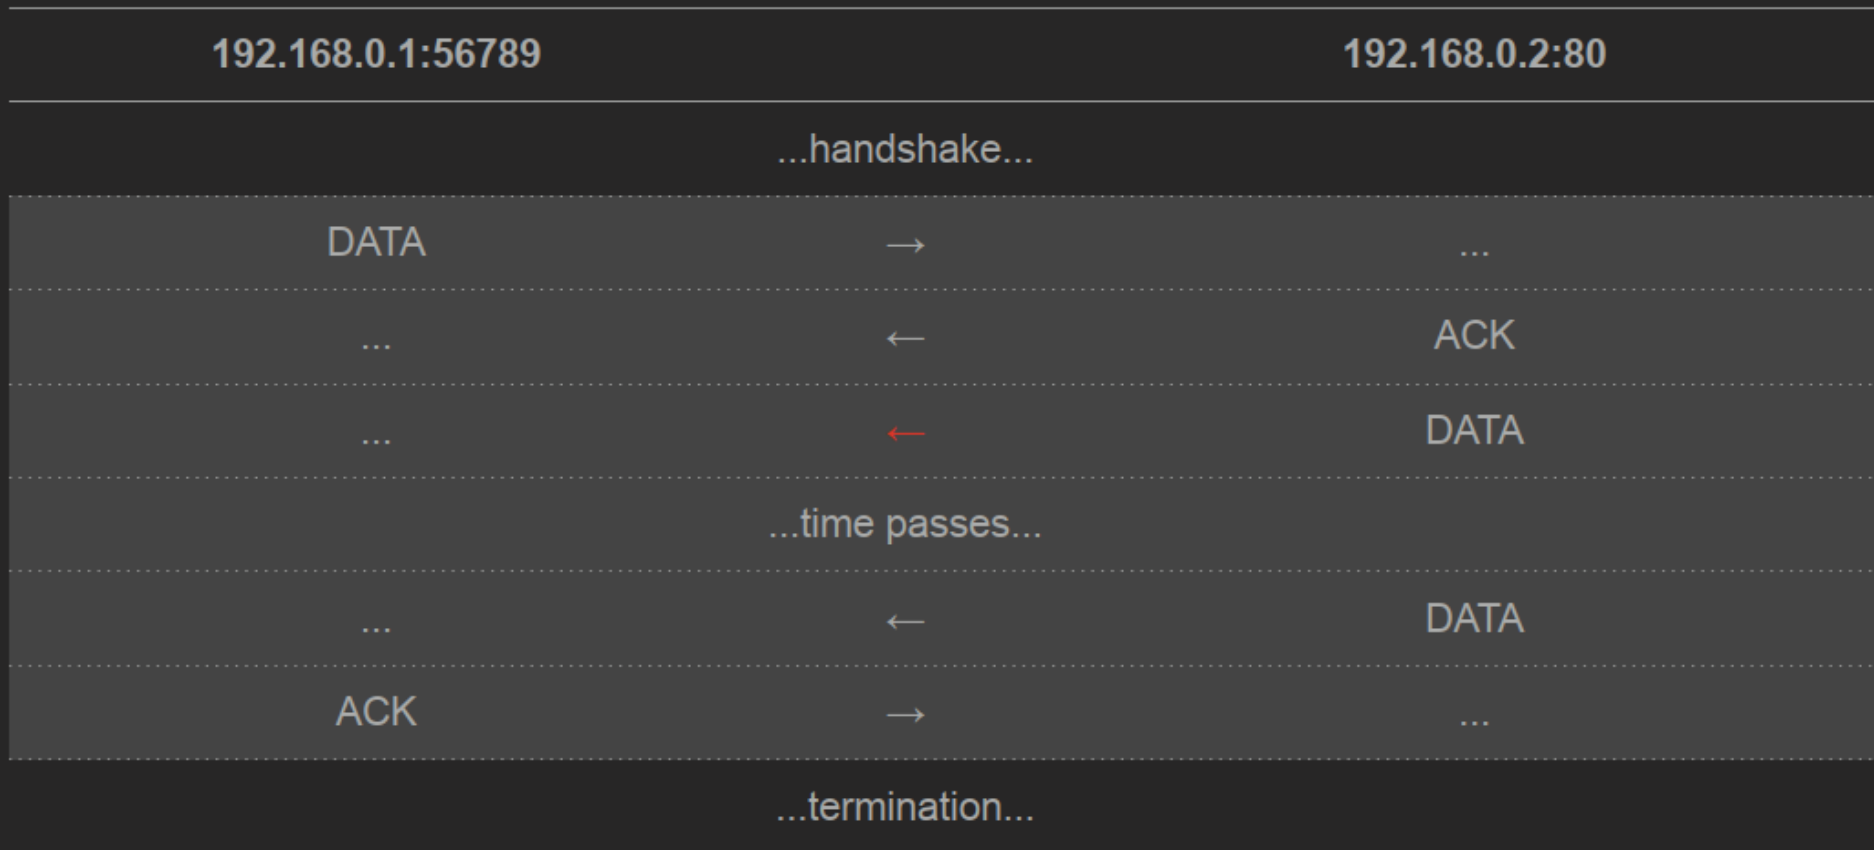 192.168.0.1:56789 192.168.0.2:80
...handshake...
DATA → ...
... ← ACK
... ← DATA
...time passes...
... ← DATA
ACK → ...
...termination...